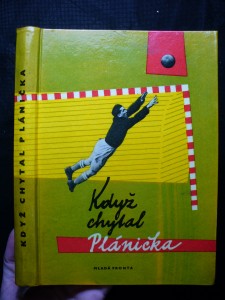 KDYŽ CHYTAL PLÁNIČKA
Když
chytal
Plánička
MLADÁ FRONTA